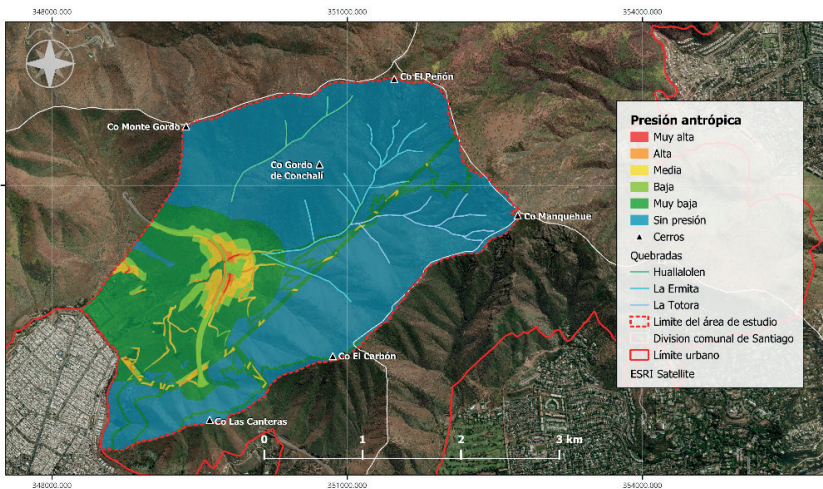 348000.000
351000.000
354000.000
Co El Peñón
Co Monte Gordo
Co Gordo
de Conchalí
Co Manquehue
Co El Carbón
Co Las Canteras
Presión antrópica
Muy alta
Alta
Media
Baja
Muy baja
Sin presión
Cerros
Quebradas
Huallalolen
La Ermita
La Totora
Limite del área de estudio
Division comunal de Santiago
Límite urbano
ESRI Satellite
0 1 2 3 km
348000.000
351000.000
354000.000